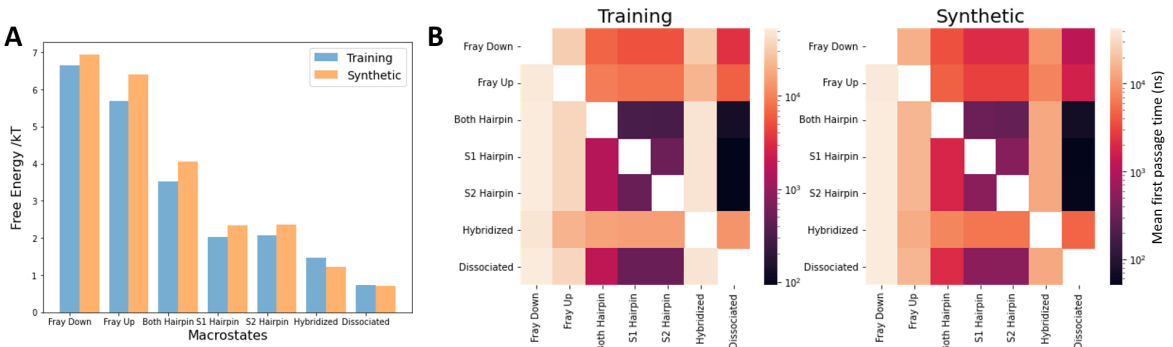 A
7
6
5
4
3
2
1
0
Free Energy /kT
Training
Synthetic
Fray Down Fray Up Both Hairpin S1 Hairpin S2 Hairpin Hybridized Dissociated
Macrostates
B
Training
Fray Down
Fray Up
Both Hairpin
S1 Hairpin
S2 Hairpin
Hybridized
Dissociated
Fray Down
Fray Up
Both Hairpin
S1 Hairpin
S2 Hairpin
Hybridized
Dissociated
10⁴
10³
10²
Synthetic
Fray Down
Fray Up
Both Hairpin
S1 Hairpin
S2 Hairpin
Hybridized
Dissociated
Fray Down
Fray Up
Both Hairpin
S1 Hairpin
S2 Hairpin
Hybridized
Dissociated
10⁴
10³
10²
Mean first passage time (ns)